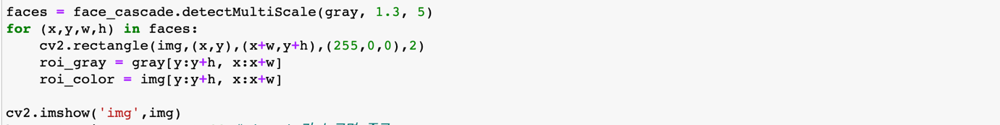 faces = face_cascade.detectMultiScale(gray, 1.3, 5)
for (x,y,w,h) in faces:
    cv2.rectangle(img,(x,y),(x+w,y+h),(255,0,0),2)
    roi_gray = gray[y:y+h, x:x+w]
    roi_color = img[y:y+h, x:x+w]
cv2.imshow('img',img)